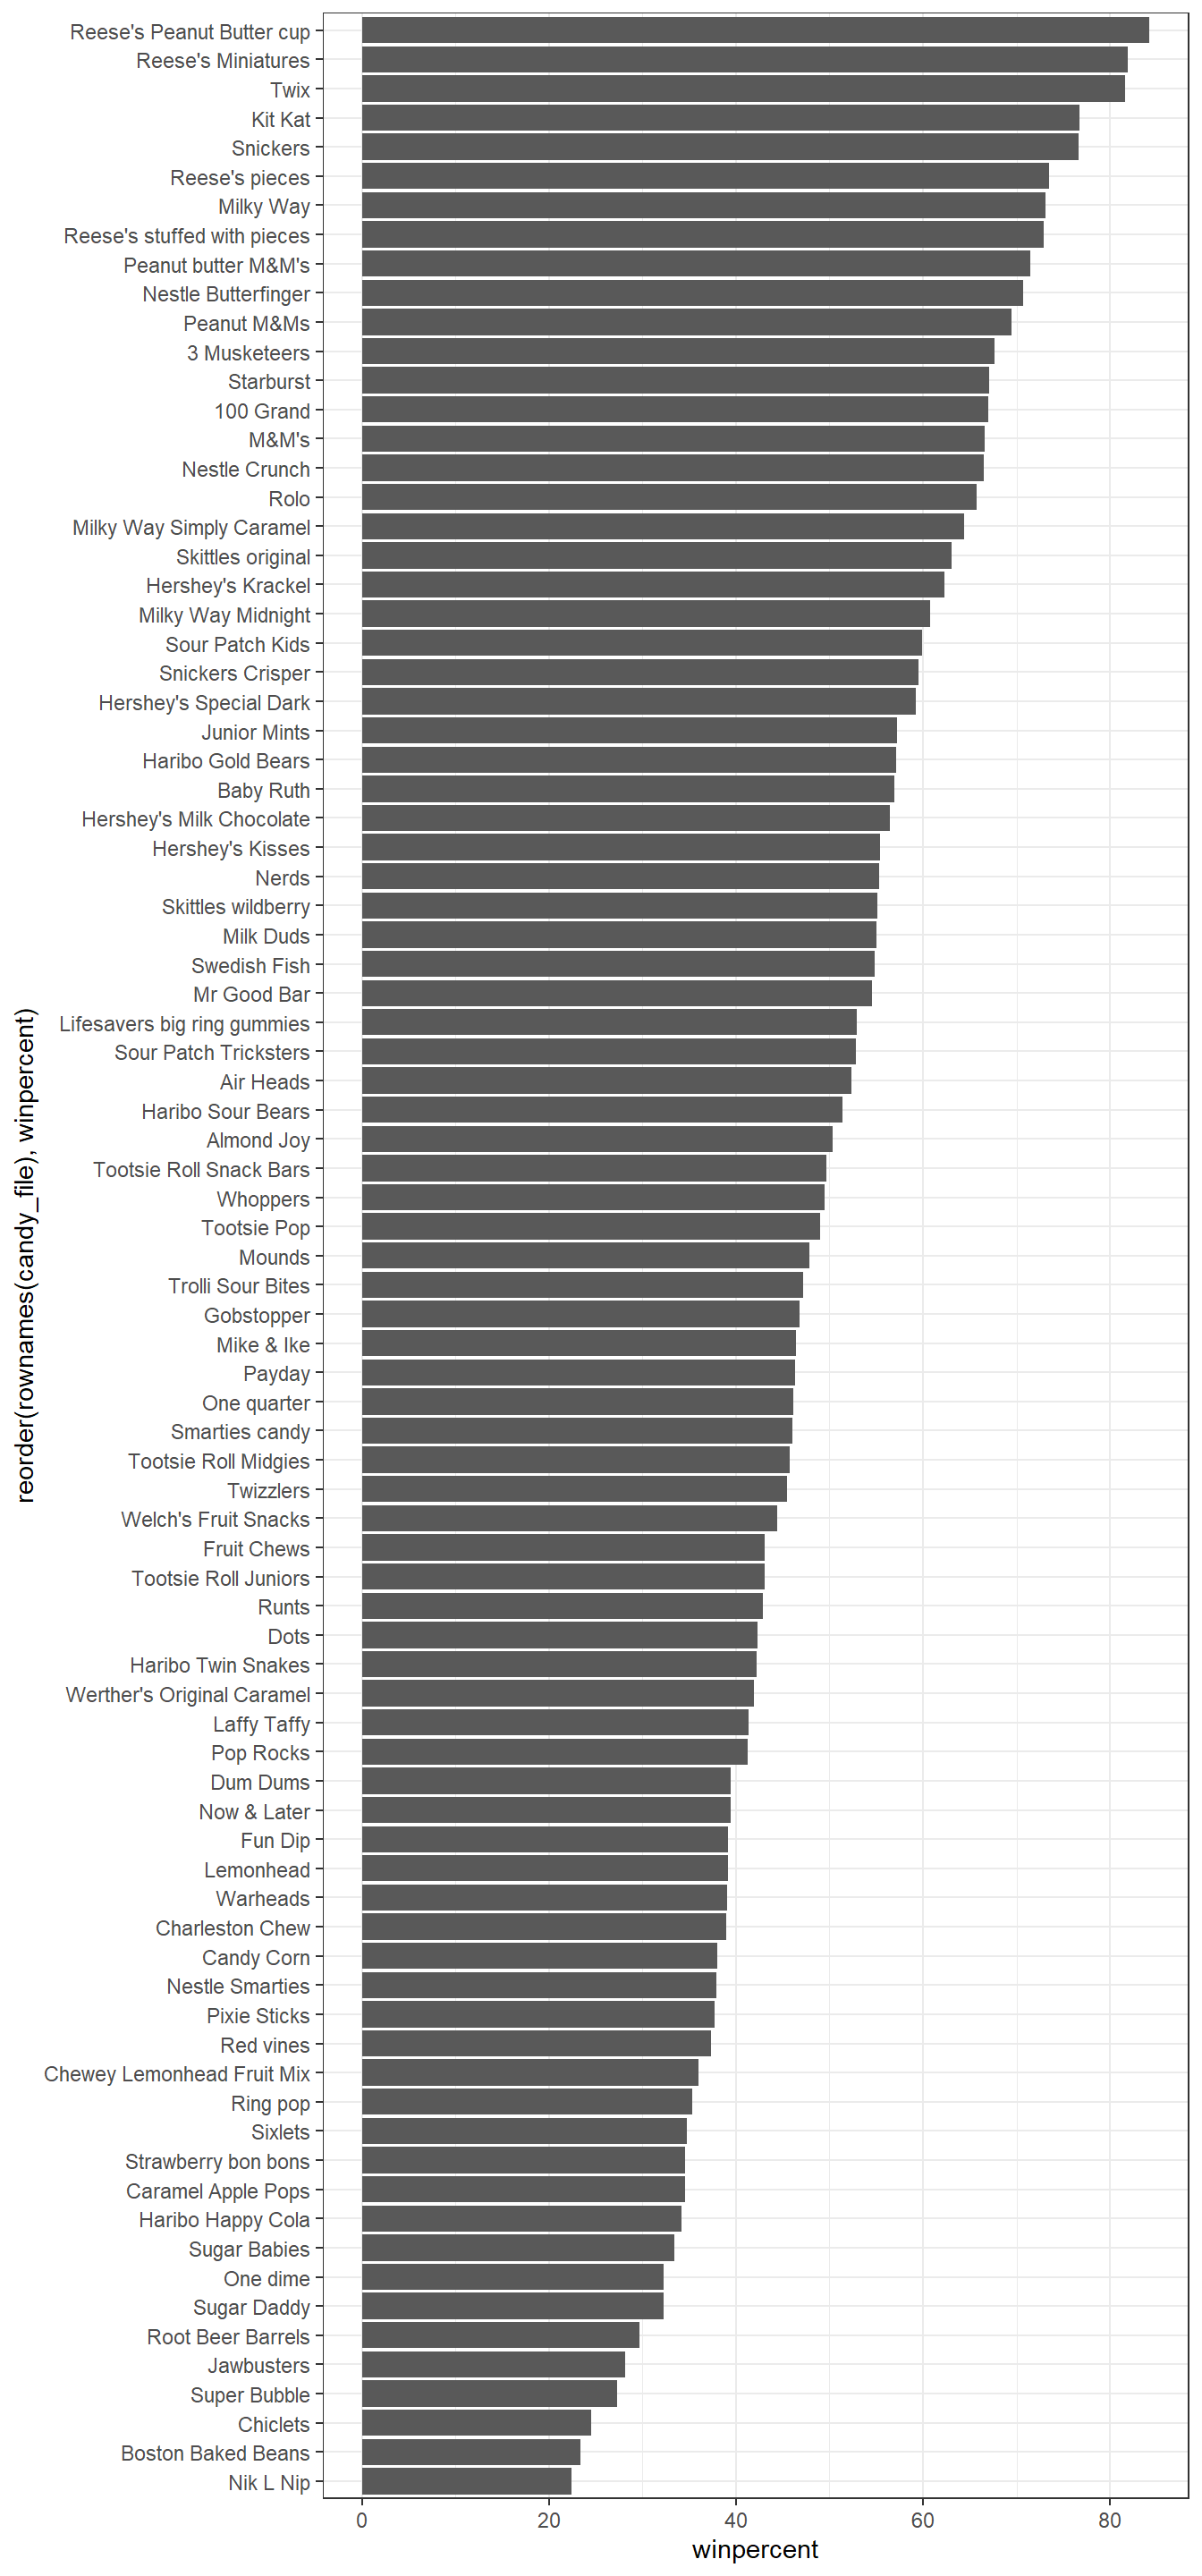 Reese's Peanut Butter cup
Reese's Miniatures
Twix
Kit Kat
Snickers
Reese's pieces
Milky Way
Reese's stuffed with pieces
Peanut butter M&M's
Nestle Butterfinger
Peanut M&Ms
3 Musketeers
Starburst
100 Grand
M&M's
Nestle Crunch
Rolo
Milky Way Simply Caramel
Skittles original
Hershey's Krackel
Milky Way Midnight
Sour Patch Kids
Snickers Crisper
Hershey's Special Dark
Junior Mints
Haribo Gold Bears
Baby Ruth
Hershey's Milk Chocolate
Hershey's Kisses
Nerds
Skittles wildberry
Milk Duds
Swedish Fish
Mr Good Bar
Lifesavers big ring gummies
Sour Patch Tricksters
Air Heads
Haribo Sour Bears
Almond Joy
Tootsie Roll Snack Bars
Whoppers
Tootsie Pop
Mounds
Trolli Sour Bites
Gobstopper
Mike & Ike
Payday
One quarter
Smarties candy
Tootsie Roll Midgies
Twizzlers
Welch's Fruit Snacks
Fruit Chews
Tootsie Roll Juniors
Runts
Dots
Haribo Twin Snakes
Werther's Original Caramel
Laffy Taffy
Pop Rocks
Dum Dums
Now & Later
Fun Dip
Lemonhead
Warheads
Charleston Chew
Candy Corn
Nestle Smarties
Pixie Sticks
Red vines
Chewey Lemonhead Fruit Mix
Ring pop
Sixlets
Strawberry bon bons
Caramel Apple Pops
Haribo Happy Cola
Sugar Babies
One dime
Sugar Daddy
Root Beer Barrels
Jawbusters
Super Bubble
Chiclets
Boston Baked Beans
Nik L Nip
reorder(rownames(candy_file), winpercent)
0 20 40 60 80
winpercent